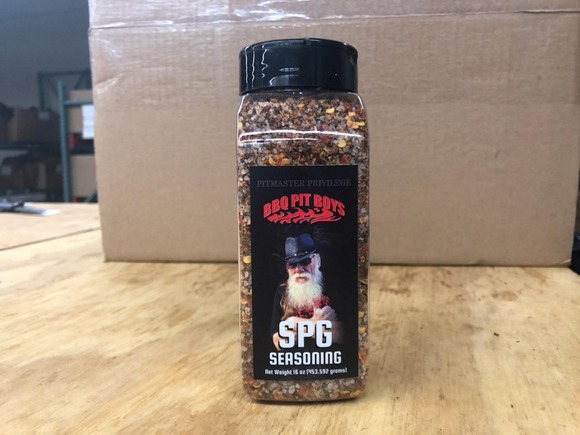 PITMASTER PRIVILEGE
BBQ PIT BOYS
SPG
SEASONING
Net Weight 16 oz (453.592 grams)